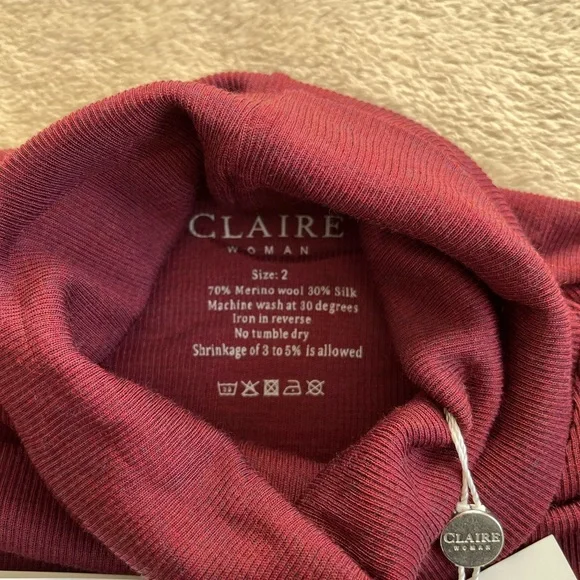 CLAIRE
WOMAN
Size: 2
70% Merino wool 30% Silk
Machine wash at 30 degrees
Iron in reverse
No tumble dry
Shrinkage of 3 to 5% is allowed
CLAIRE
WOMAN